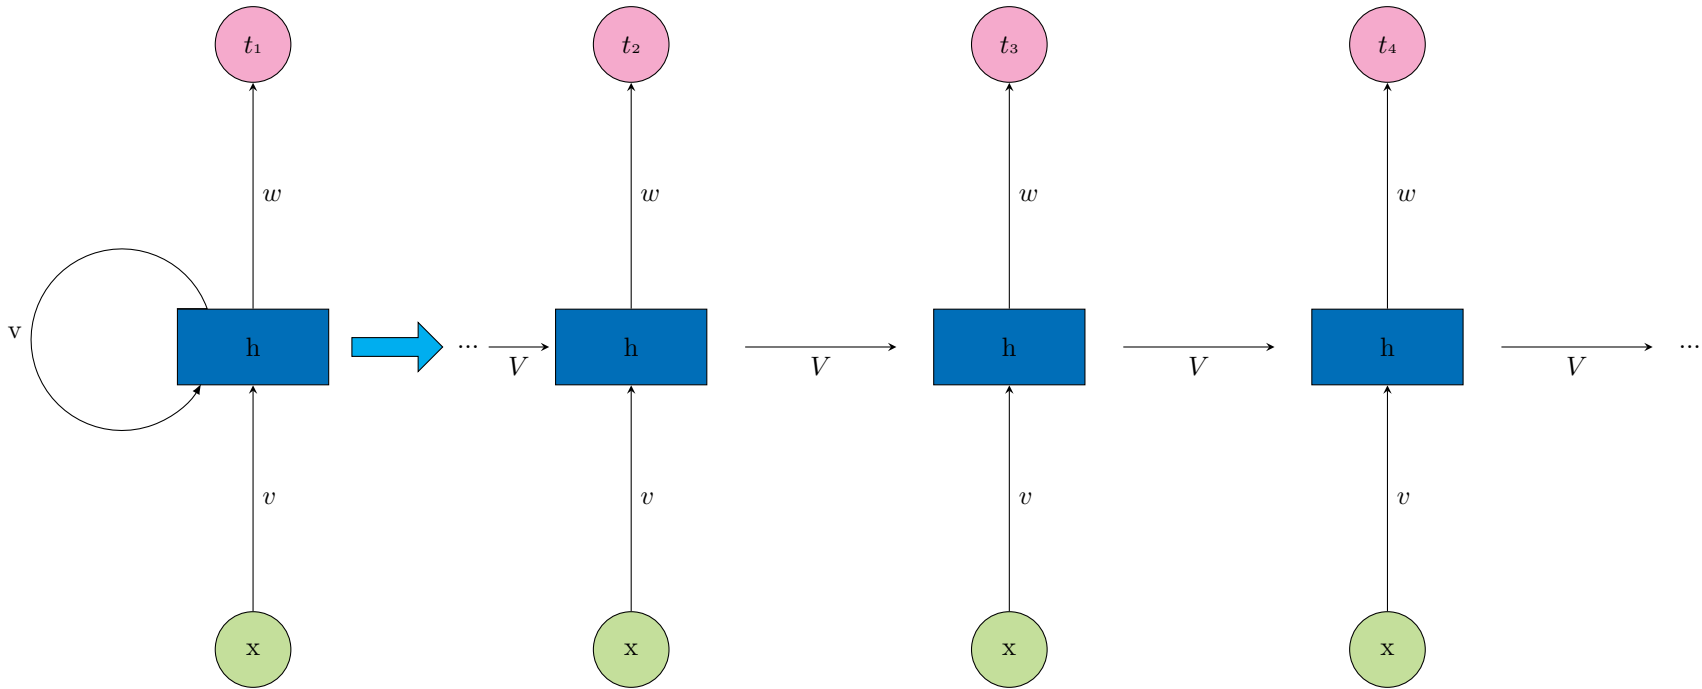 t₁ t₂ t₃ t₄
w w w w
v h ... V h V h V h V ...
v v v v
x x x x